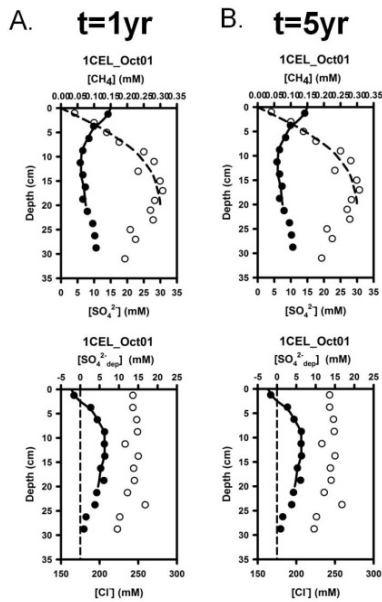 A. t=1yr B. t=5yr
1CEL_Oct01 1CEL_Oct01
[CH4] (mM) [CH4] (mM)
0.00 0.05 0.10 0.15 0.20 0.25 0.30 0.35 0.00 0.05 0.10 0.15 0.20 0.25 0.30 0.35
0 0
5 5
10 10
15 15
20 20
25 25
30 30
35 35
Depth (cm) Depth (cm)
0 5 10 15 20 25 30 35 0 5 10 15 20 25 30 35
[SO4²⁻] (mM) [SO4²⁻] (mM)
1CEL_Oct01 1CEL_Oct01
[SO4²⁻dep] (mM) [SO4²⁻dep] (mM)
-5 0 5 10 15 20 25 -5 0 5 10 15 20 25
0 0
5 5
10 10
15 15
20 20
25 25
30 30
35 35
Depth (cm) Depth (cm)
150 200 250 300 150 200 250 300
[Cl⁻] (mM) [Cl⁻] (mM)